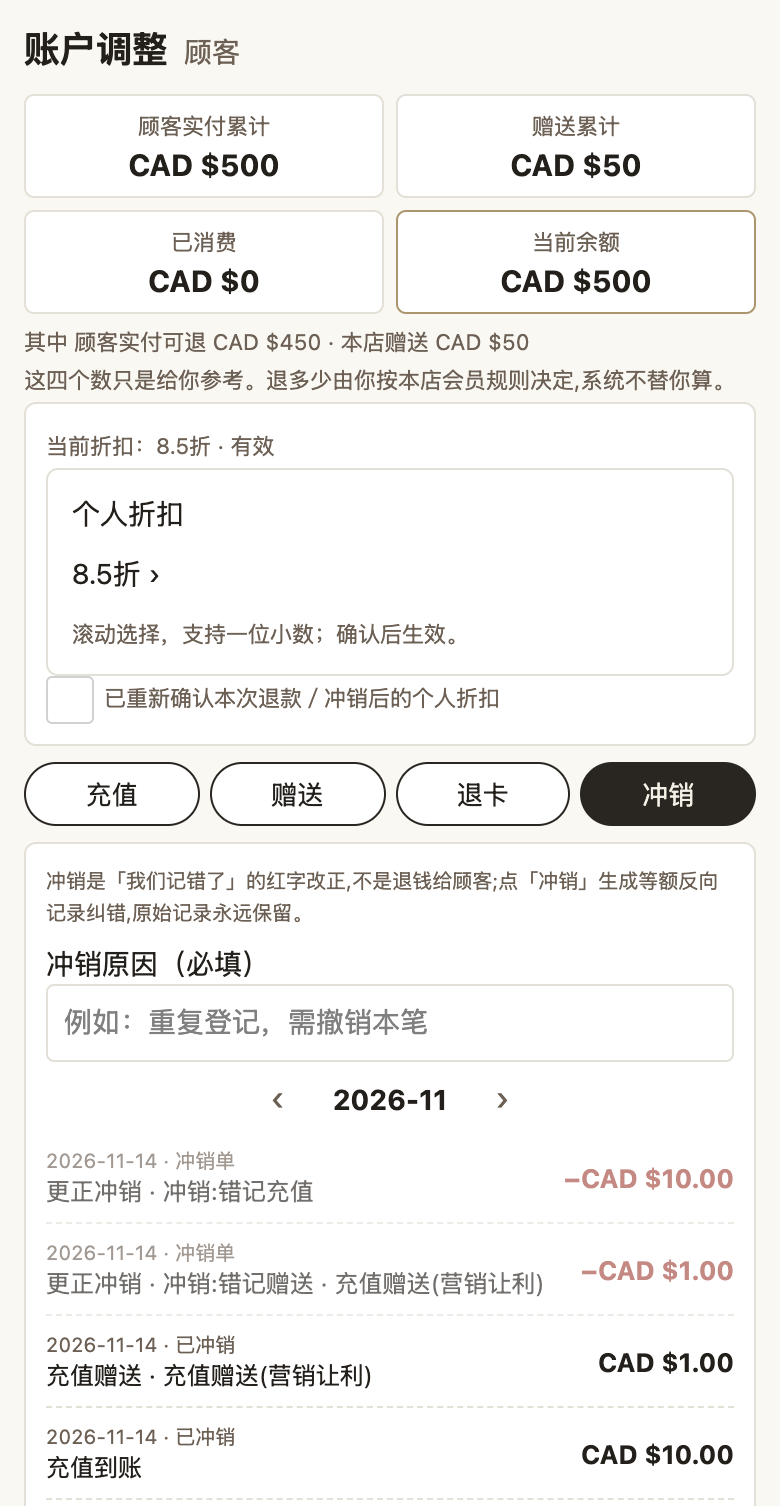 账户调整 顾客
顾客实付累计
CAD $500
赠送累计
CAD $50
已消费
CAD $0
当前余额
CAD $500
其中 顾客实付可退 CAD $450 · 本店赠送 CAD $50
这四个数只是给你参考。退多少由你按本店会员规则决定,系统不替你算。
当前折扣：8.5折 · 有效
个人折扣
8.5折 ›
滚动选择，支持一位小数；确认后生效。
已重新确认本次退款 / 冲销后的个人折扣
充值
赠送
退卡
冲销
冲销是「我们记错了」的红字改正,不是退钱给顾客;点「冲销」生成等额反向
记录纠错,原始记录永远保留。
冲销原因（必填）
例如：重复登记，需撤销本笔
‹ 2026-11 ›
2026-11-14 · 冲销单
更正冲销 · 冲销:错记充值
−CAD $10.00
2026-11-14 · 冲销单
更正冲销 · 冲销:错记赠送 · 充值赠送(营销让利)
−CAD $1.00
2026-11-14 · 已冲销
充值赠送 · 充值赠送(营销让利)
CAD $1.00
2026-11-14 · 已冲销
充值到账
CAD $10.00